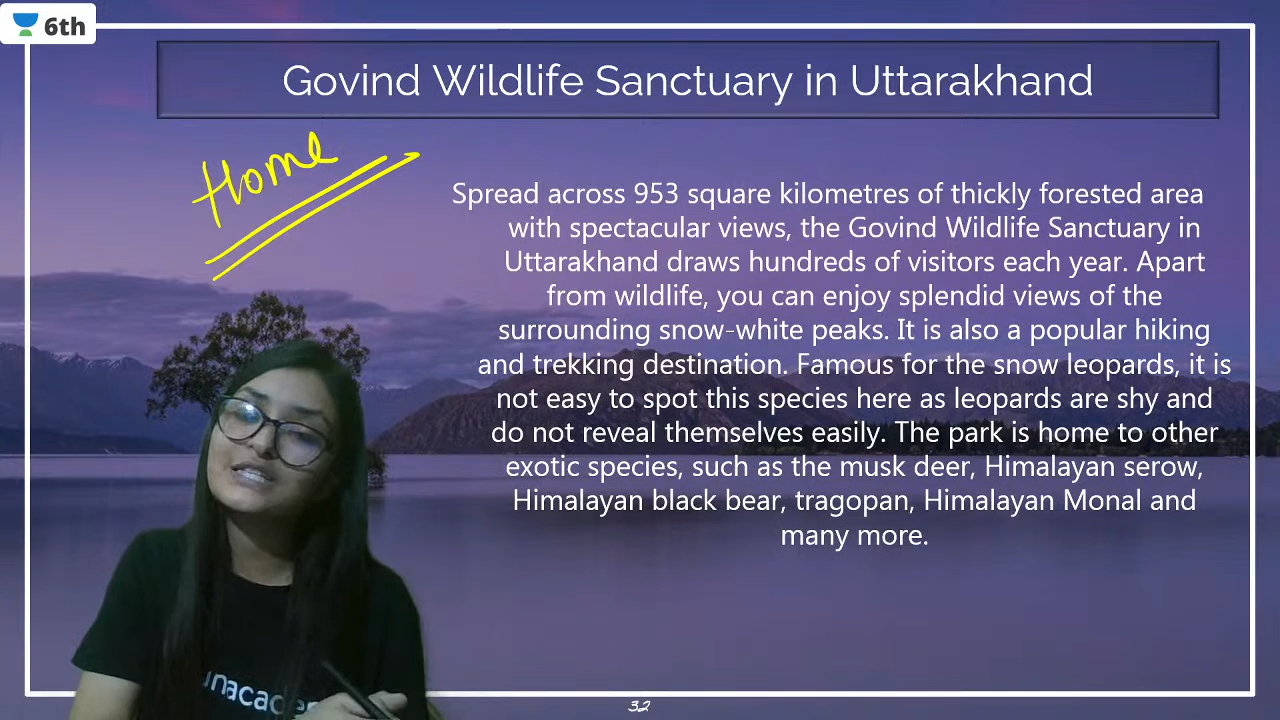 6th
Govind Wildlife Sanctuary in Uttarakhand
Home
Spread across 953 square kilometres of thickly forested area
with spectacular views, the Govind Wildlife Sanctuary in
Uttarakhand draws hundreds of visitors each year. Apart
from wildlife, you can enjoy splendid views of the
surrounding snow-white peaks. It is also a popular hiking
and trekking destination. Famous for the snow leopards, it is
not easy to spot this species here as leopards are shy and
do not reveal themselves easily. The park is home to other
exotic species, such as the musk deer, Himalayan serow,
Himalayan black bear, tragopan, Himalayan Monal and
many more.
unacade
32